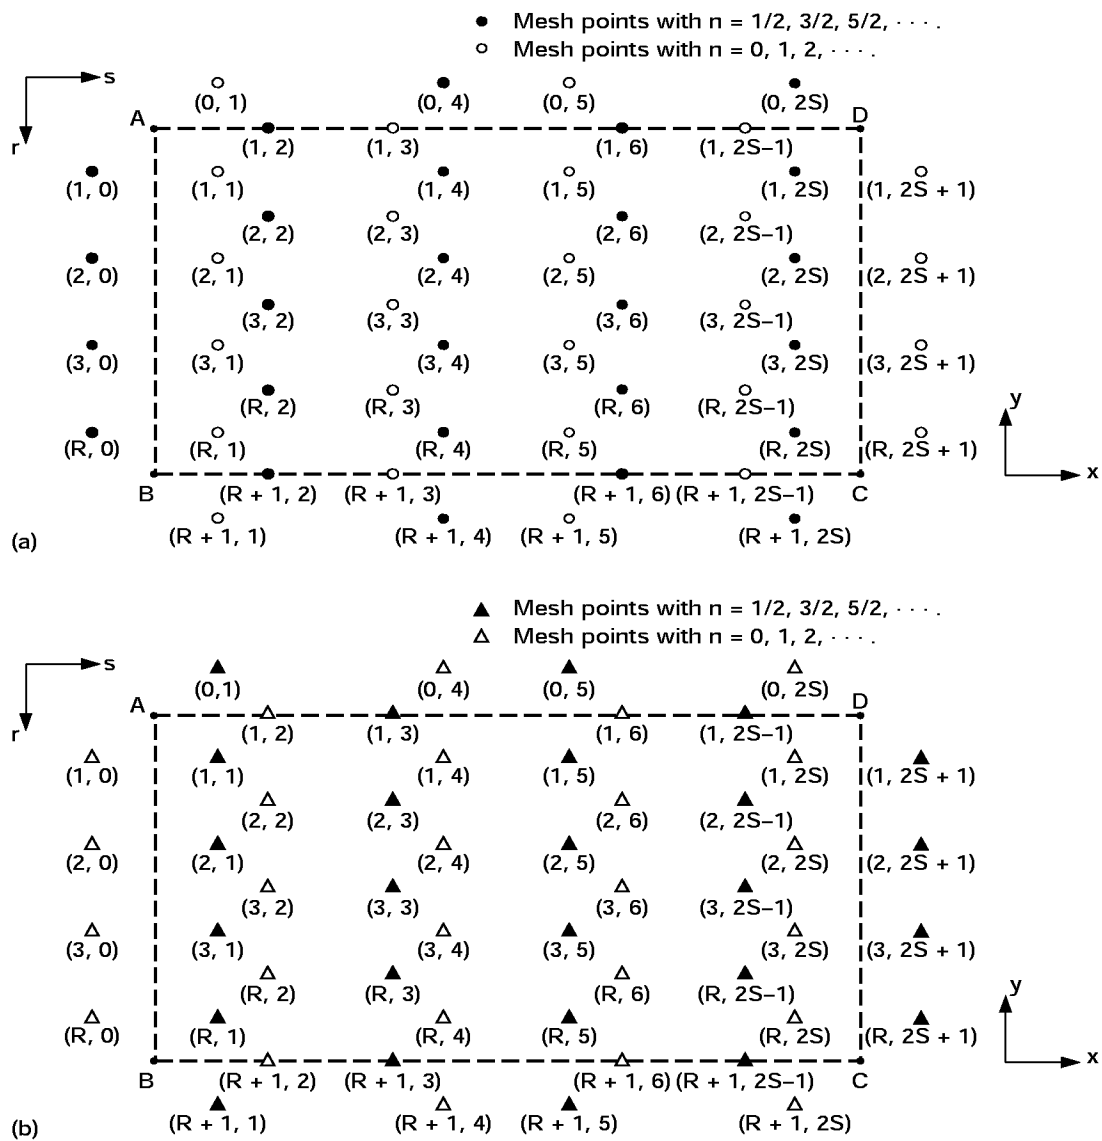 Mesh points with n = 1/2, 3/2, 5/2, · · · ·
Mesh points with n = 0, 1, 2, · · · ·
s
r
(0, 1) (0, 4) (0, 5) (0, 2S)
A D
(1, 2) (1, 3) (1, 6) (1, 2S–1)
(1, 0) (1, 1) (1, 4) (1, 5) (1, 2S) (1, 2S + 1)
(2, 2) (2, 3) (2, 6) (2, 2S–1)
(2, 0) (2, 1) (2, 4) (2, 5) (2, 2S) (2, 2S + 1)
(3, 2) (3, 3) (3, 6) (3, 2S–1)
(3, 0) (3, 1) (3, 4) (3, 5) (3, 2S) (3, 2S + 1)
(R, 2) (R, 3) (R, 6) (R, 2S–1)
y
(R, 0) (R, 1) (R, 4) (R, 5) (R, 2S) (R, 2S + 1)
x
B (R + 1, 2) (R + 1, 3) (R + 1, 6) (R + 1, 2S–1) C
(R + 1, 1) (R + 1, 4) (R + 1, 5) (R + 1, 2S)
(a)
Mesh points with n = 1/2, 3/2, 5/2, · · · ·
Mesh points with n = 0, 1, 2, · · · ·
s
r
(0,1) (0, 4) (0, 5) (0, 2S)
A D
(1, 2) (1, 3) (1, 6) (1, 2S–1)
(1, 0) (1, 1) (1, 4) (1, 5) (1, 2S) (1, 2S + 1)
(2, 2) (2, 3) (2, 6) (2, 2S–1)
(2, 0) (2, 1) (2, 4) (2, 5) (2, 2S) (2, 2S + 1)
(3, 2) (3, 3) (3, 6) (3, 2S–1)
(3, 0) (3, 1) (3, 4) (3, 5) (3, 2S) (3, 2S + 1)
(R, 2) (R, 3) (R, 6) (R, 2S–1)
y
(R, 0) (R, 1) (R, 4) (R, 5) (R, 2S) (R, 2S + 1)
x
B (R + 1, 2) (R + 1, 3) (R + 1, 6) (R + 1, 2S–1) C
(R + 1, 1) (R + 1, 4) (R + 1, 5) (R + 1, 2S)
(b)